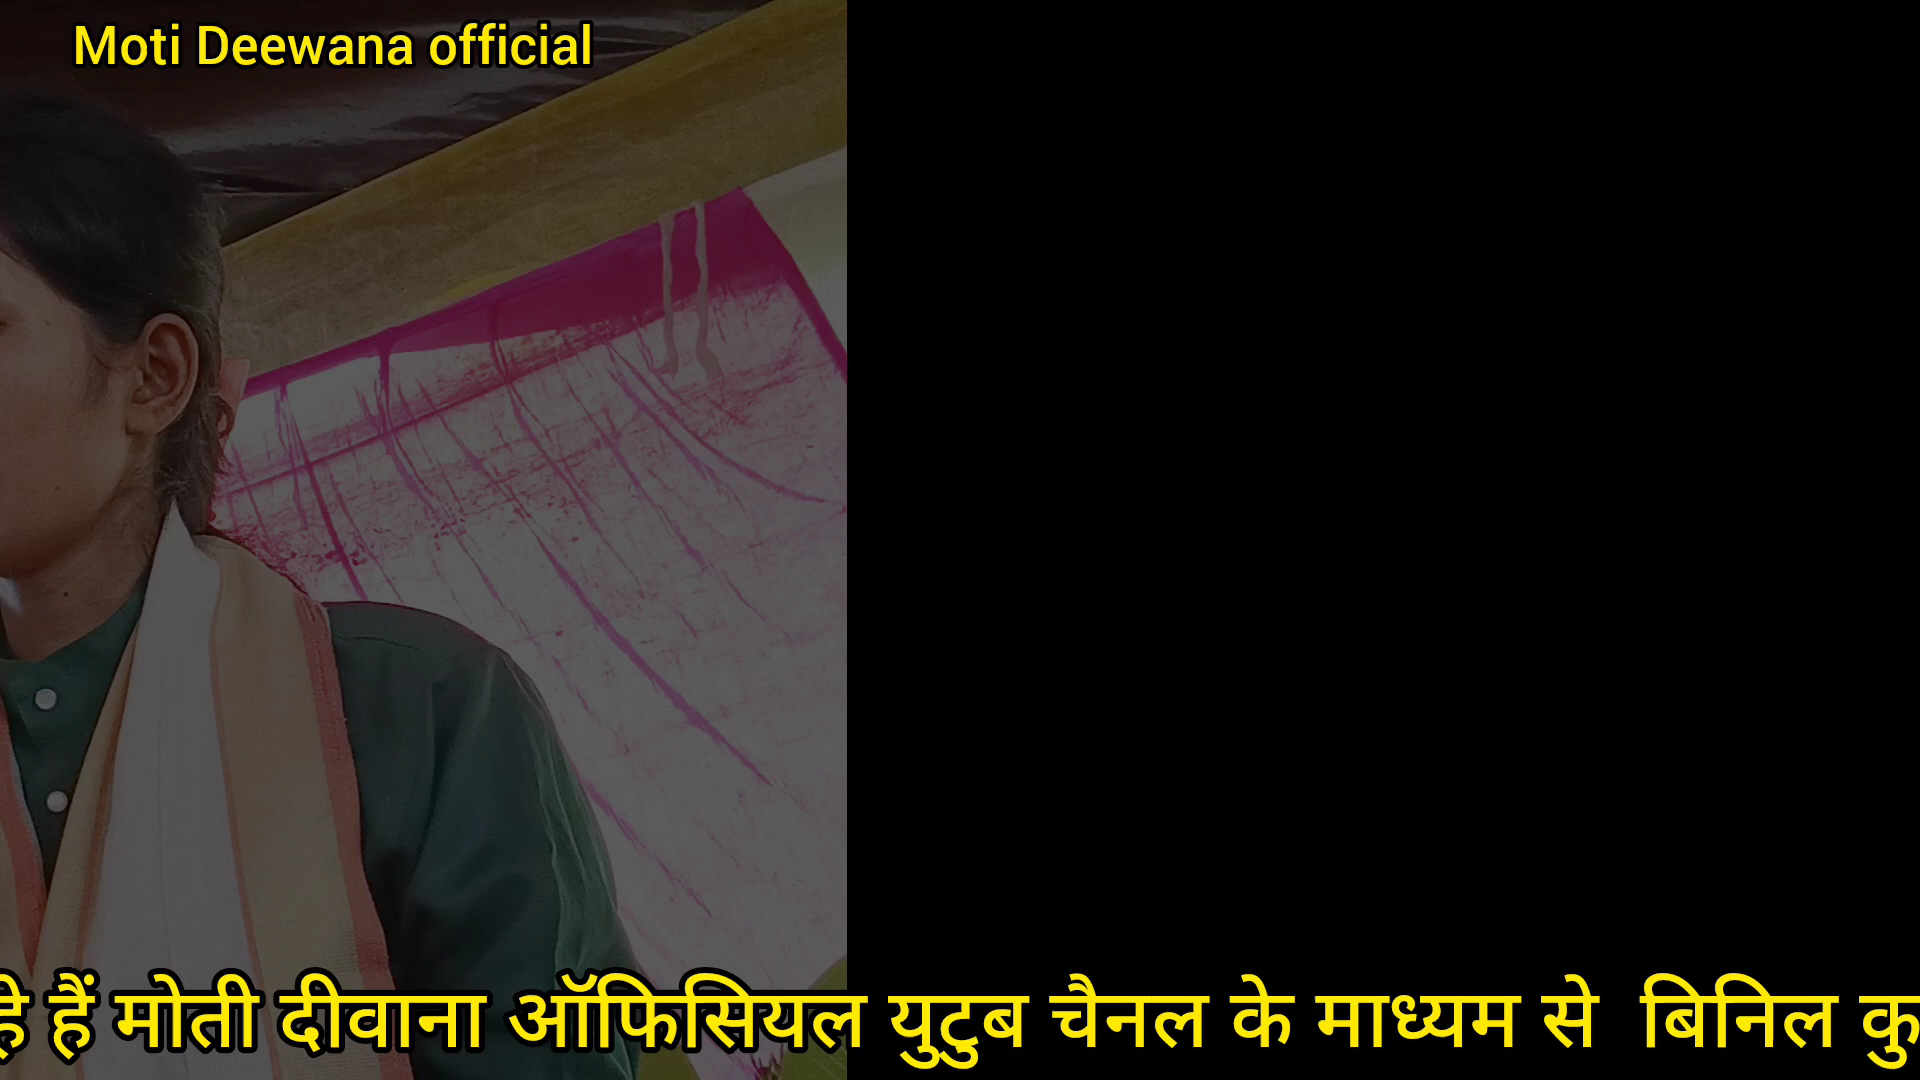 Moti Deewana official
हे हैं मोती दीवाना ऑफिसियल युटुब चैनल के माध्यम से बिनिल कु